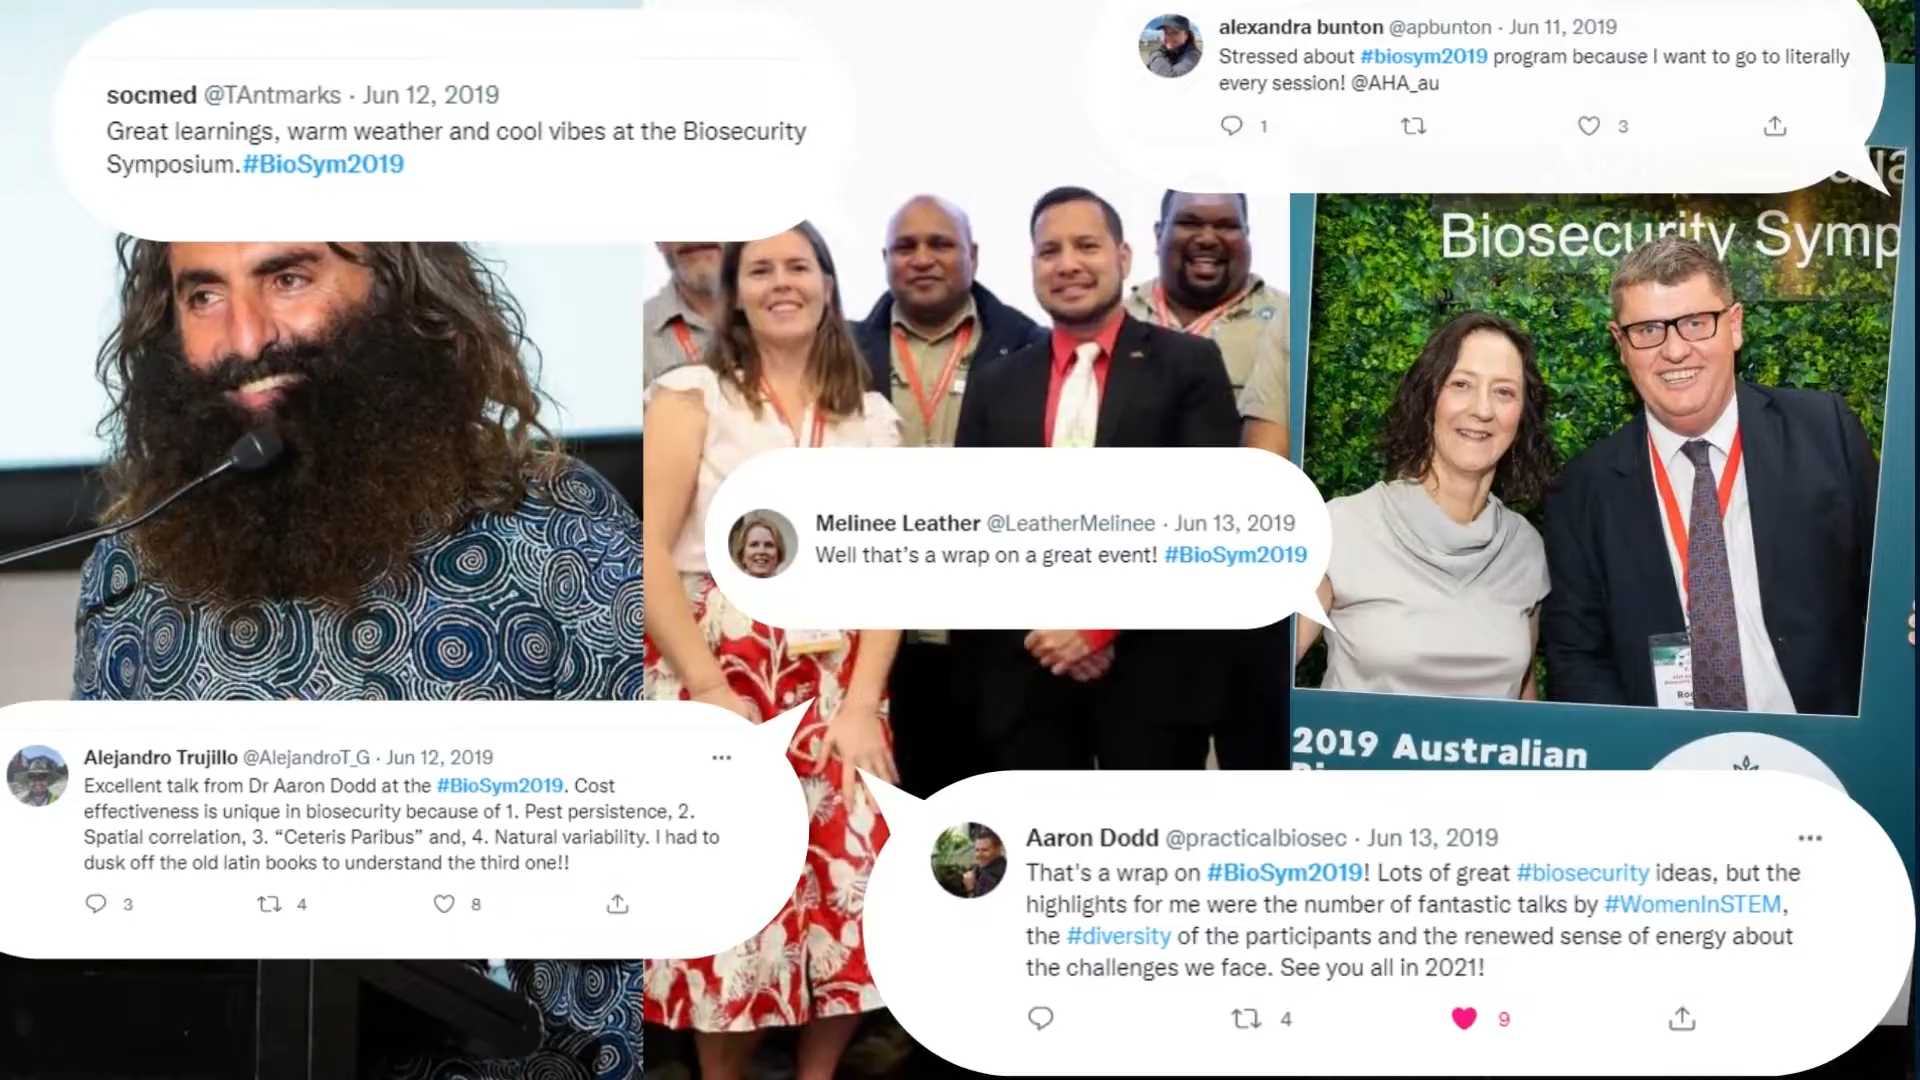 socmed @TAntmarks · Jun 12, 2019
Great learnings, warm weather and cool vibes at the Biosecurity
Symposium.#BioSym2019
alexandra bunton @apbunton · Jun 11, 2019
Stressed about #biosym2019 program because I want to go to literally
every session! @AHA_au
1
3
Biosecurity Symp
Melinee Leather @LeatherMelinee · Jun 13, 2019
Well that's a wrap on a great event! #BioSym2019
2019 Australian
Alejandro Trujillo @AlejandroT_G · Jun 12, 2019
Excellent talk from Dr Aaron Dodd at the #BioSym2019. Cost
effectiveness is unique in biosecurity because of 1. Pest persistence, 2.
Spatial correlation, 3. “Ceteris Paribus” and, 4. Natural variability. I had to
dusk off the old latin books to understand the third one!!
3 4 8
Aaron Dodd @practicalbiosec · Jun 13, 2019
That's a wrap on #BioSym2019! Lots of great #biosecurity ideas, but the
highlights for me were the number of fantastic talks by #WomenInSTEM,
the #diversity of the participants and the renewed sense of energy about
the challenges we face. See you all in 2021!
4 9